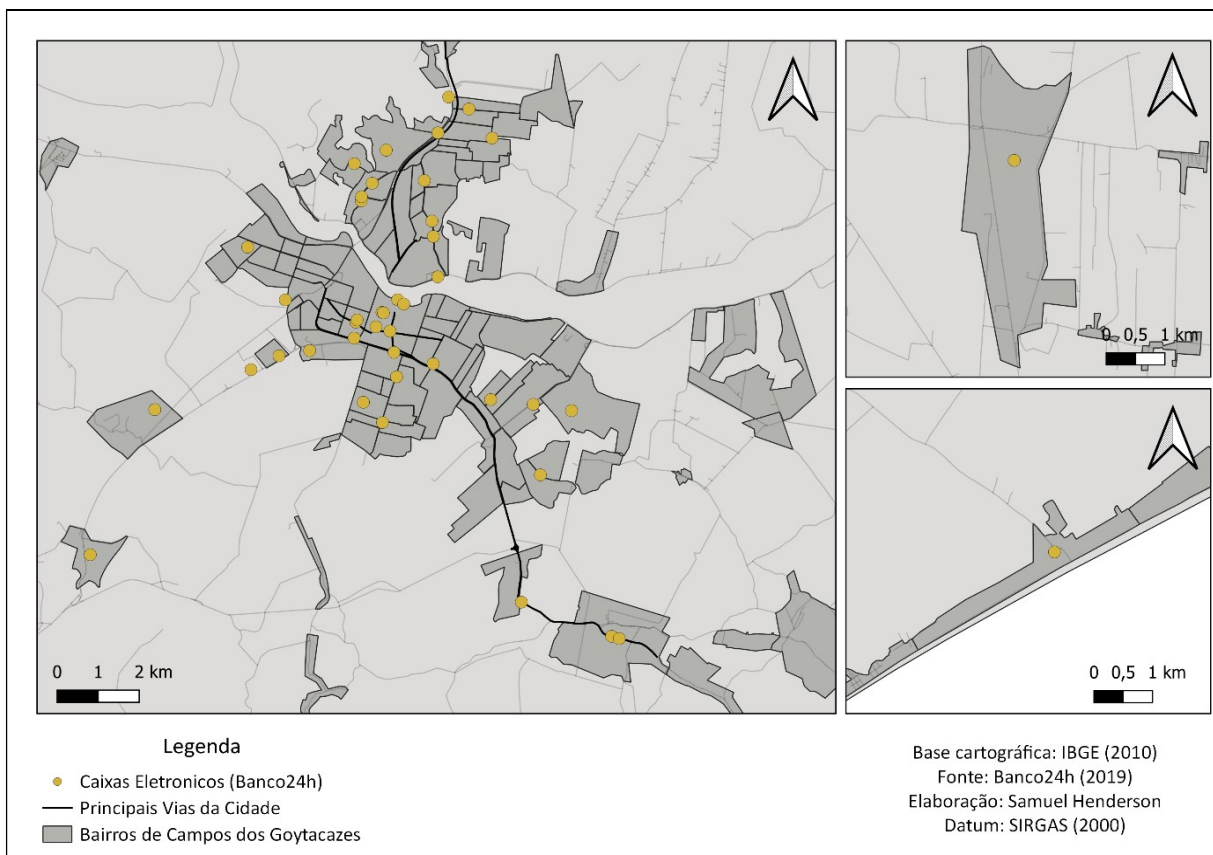 0 1 2 km
0 0,5 1 km
0 0,5 1 km
Legenda
Caixas Eletronicos (Banco24h)
Principais Vias da Cidade
Bairros de Campos dos Goytacazes
Base cartográfica: IBGE (2010)
Fonte: Banco24h (2019)
Elaboração: Samuel Henderson
Datum: SIRGAS (2000)